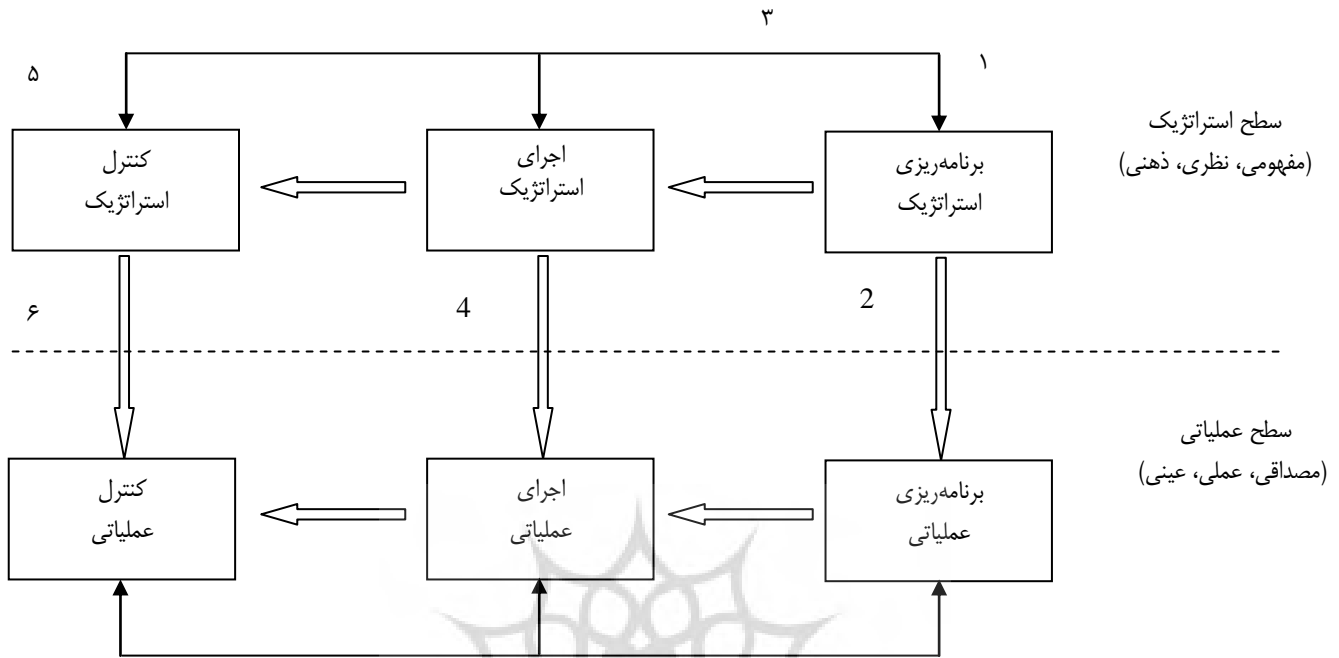 ۳
۱
۵
سطح استراتژیک
(مفهومی، نظری، ذهنی)
برنامه‌ریزی
استراتژیک
اجرای
استراتژیک
کنترل
استراتژیک
2
4
۶
سطح عملیاتی
(مصداقی، عملی، عینی)
برنامه‌ریزی
عملیاتی
اجرای
عملیاتی
کنترل
عملیاتی